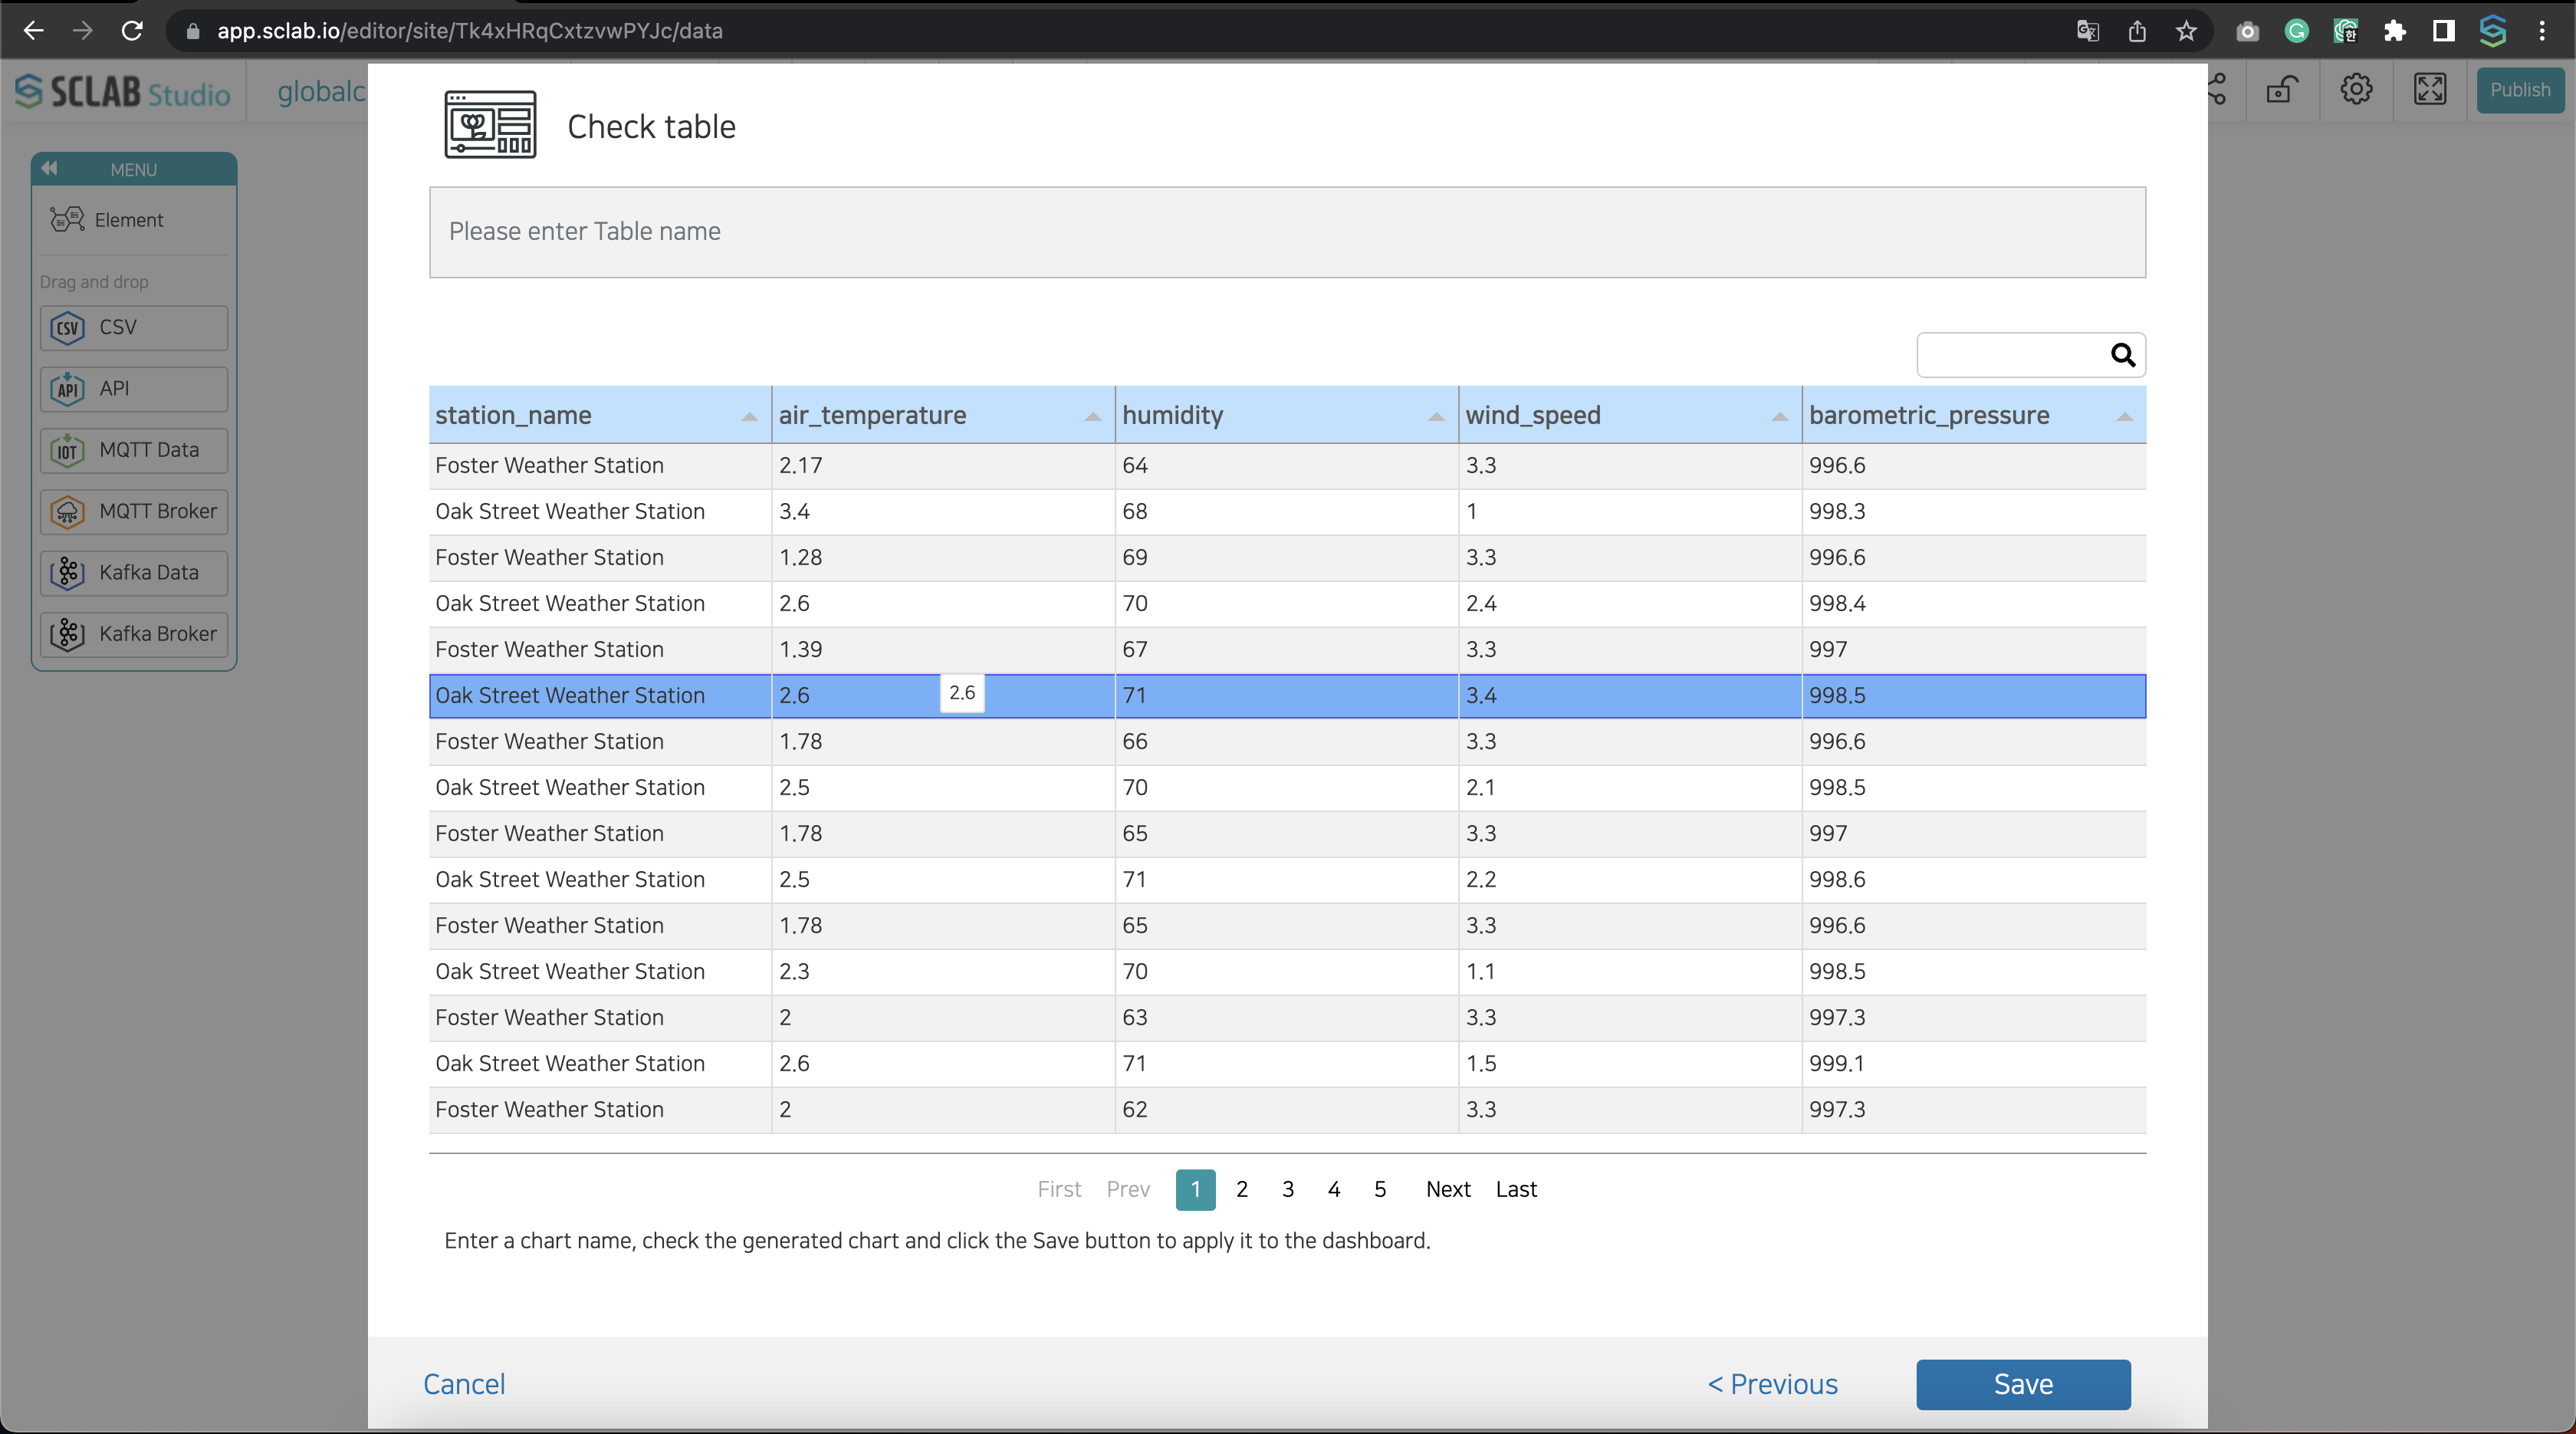 app.sclab.io/editor/site/Tk4xHRqCxtzvwPYJc/data
SCLAB Studio
globalc
Publish
MENU
Element
Drag and drop
CSV CSV
API API
IOT MQTT Data
MQTT Broker
Kafka Data
Kafka Broker
Check table
Please enter Table name
station_name air_temperature humidity wind_speed barometric_pressure
Foster Weather Station 2.17 64 3.3 996.6
Oak Street Weather Station 3.4 68 1 998.3
Foster Weather Station 1.28 69 3.3 996.6
Oak Street Weather Station 2.6 70 2.4 998.4
Foster Weather Station 1.39 67 3.3 997
Oak Street Weather Station 2.6 2.6 71 3.4 998.5
Foster Weather Station 1.78 66 3.3 996.6
Oak Street Weather Station 2.5 70 2.1 998.5
Foster Weather Station 1.78 65 3.3 997
Oak Street Weather Station 2.5 71 2.2 998.6
Foster Weather Station 1.78 65 3.3 996.6
Oak Street Weather Station 2.3 70 1.1 998.5
Foster Weather Station 2 63 3.3 997.3
Oak Street Weather Station 2.6 71 1.5 999.1
Foster Weather Station 2 62 3.3 997.3
First Prev 1 2 3 4 5 Next Last
Enter a chart name, check the generated chart and click the Save button to apply it to the dashboard.
Cancel < Previous Save